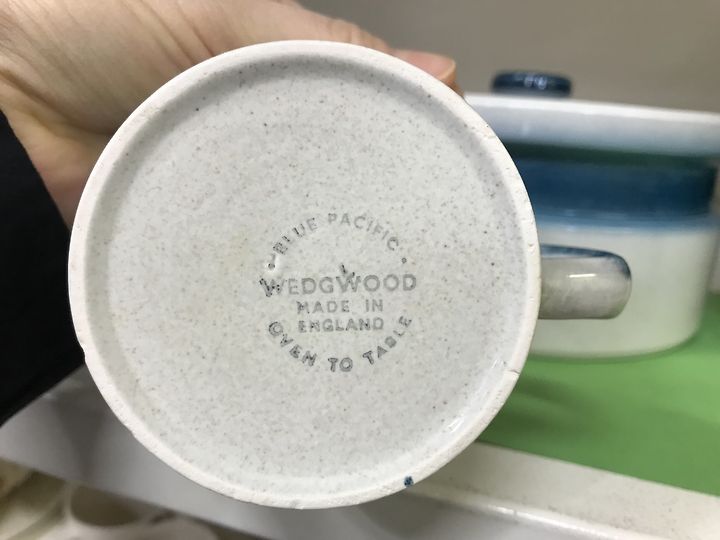 BLUE PACIFIC
WEDGWOOD
MADE IN
ENGLAND
OVEN TO TABLE